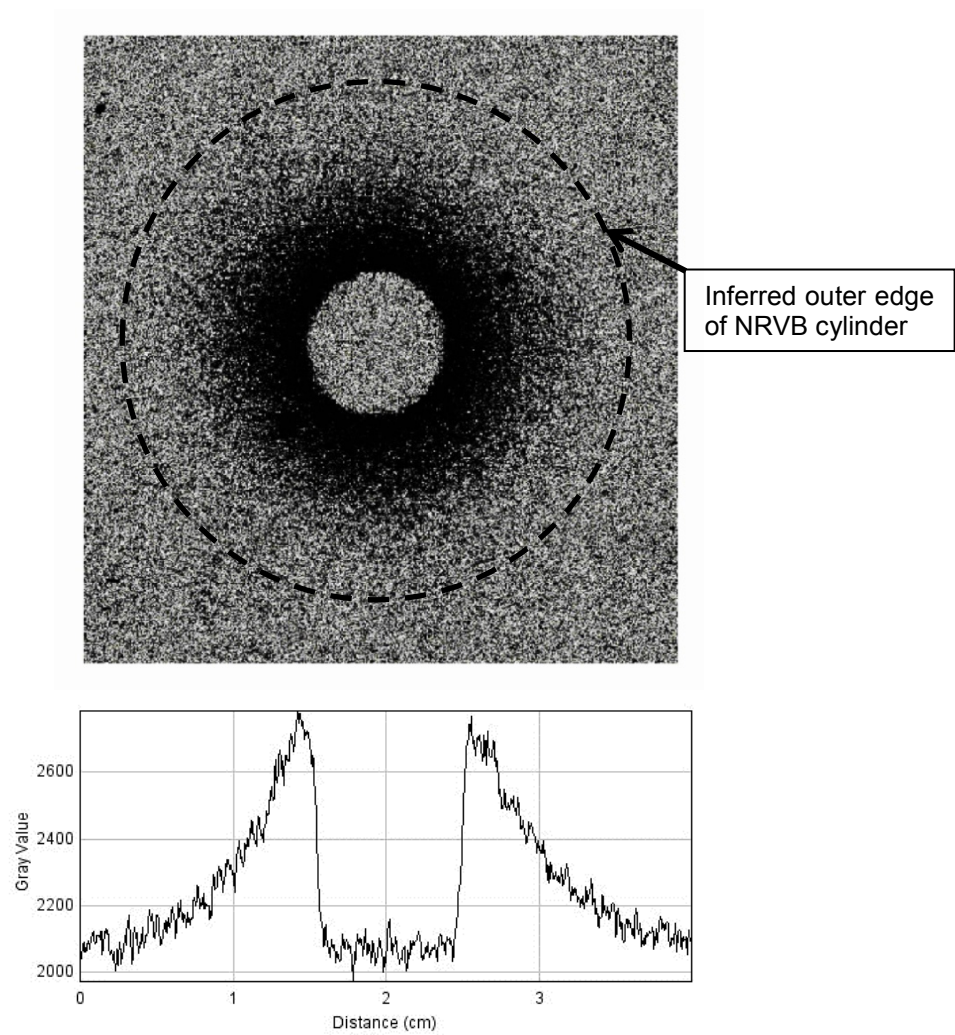 Inferred outer edge
of NRVB cylinder
2600
2400
2200
2000
Gray Value
0 1 2 3
Distance (cm)